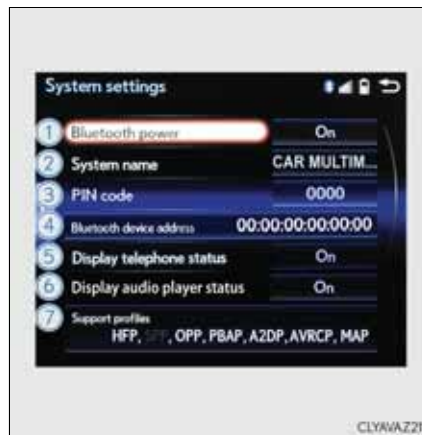 System settings
1 Bluetooth power On
2 System name CAR MULTIM...
3 PIN code 0000
4 Bluetooth device address 00:00:00:00:00:00
5 Display telephone status On
6 Display audio player status On
7 Support profiles
HFP, SPP, OPP, PBAP, A2DP, AVRCP, MAP
CLYAVAZ21